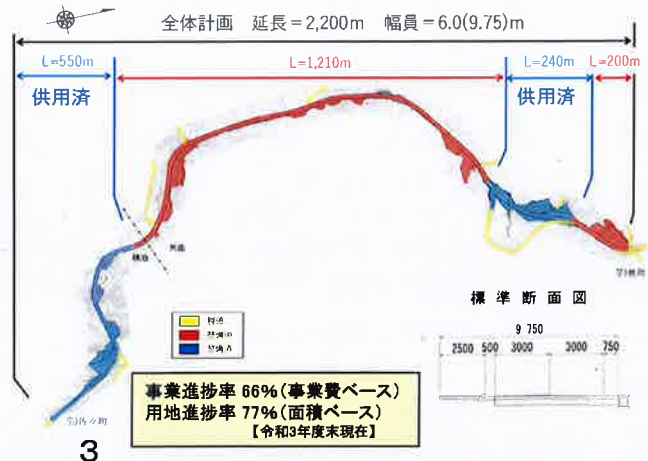 全体計画　延長=2,200m　幅員=6.0(9.75)m
L=550m
L=1,210m
L=240m
L=200m
供用済
供用済
標準断面図
9 750
2500 500 3000 3000 750
事業進捗率 66%(事業費ベース)
用地進捗率 77%(面積ベース)
【令和3年度末現在】
3